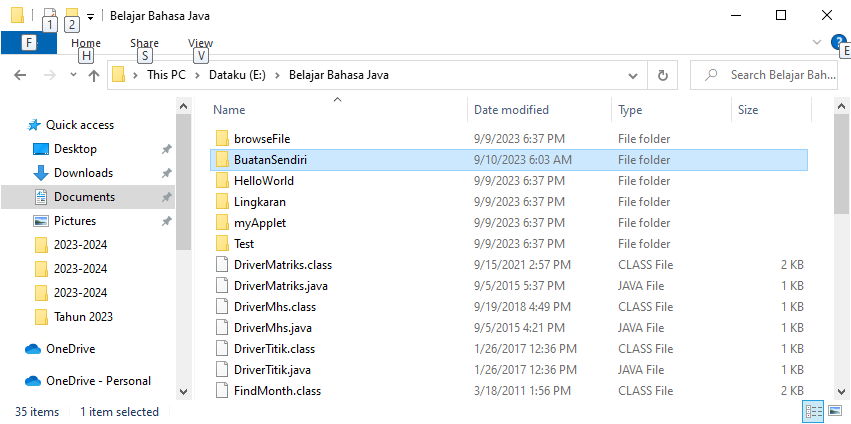 1 2 Belajar Bahasa Java
F Home Share View ? E
H S V
This PC > Dataku (E:) > Belajar Bahasa Java Search Belajar Bah...
Name Date modified Type Size
Quick access
Desktop
Downloads
Documents
Pictures
2023-2024
2023-2024
2023-2024
Tahun 2023
OneDrive
OneDrive - Personal
browseFile 9/9/2023 6:37 PM File folder
BuatanSendiri 9/10/2023 6:03 AM File folder
HelloWorld 9/9/2023 6:37 PM File folder
Lingkaran 9/9/2023 6:37 PM File folder
myApplet 9/9/2023 6:37 PM File folder
Test 9/9/2023 6:37 PM File folder
DriverMatriks.class 9/15/2021 2:57 PM CLASS File 2 KB
DriverMatriks.java 9/5/2015 5:37 PM JAVA File 1 KB
DriverMhs.class 9/19/2018 4:49 PM CLASS File 1 KB
DriverMhs.java 9/5/2015 4:21 PM JAVA File 1 KB
DriverTitik.class 1/26/2017 12:36 PM CLASS File 1 KB
DriverTitik.java 1/26/2017 12:36 PM JAVA File 1 KB
FindMonth.class 3/18/2011 1:56 PM CLASS File 2 KB
35 items 1 item selected